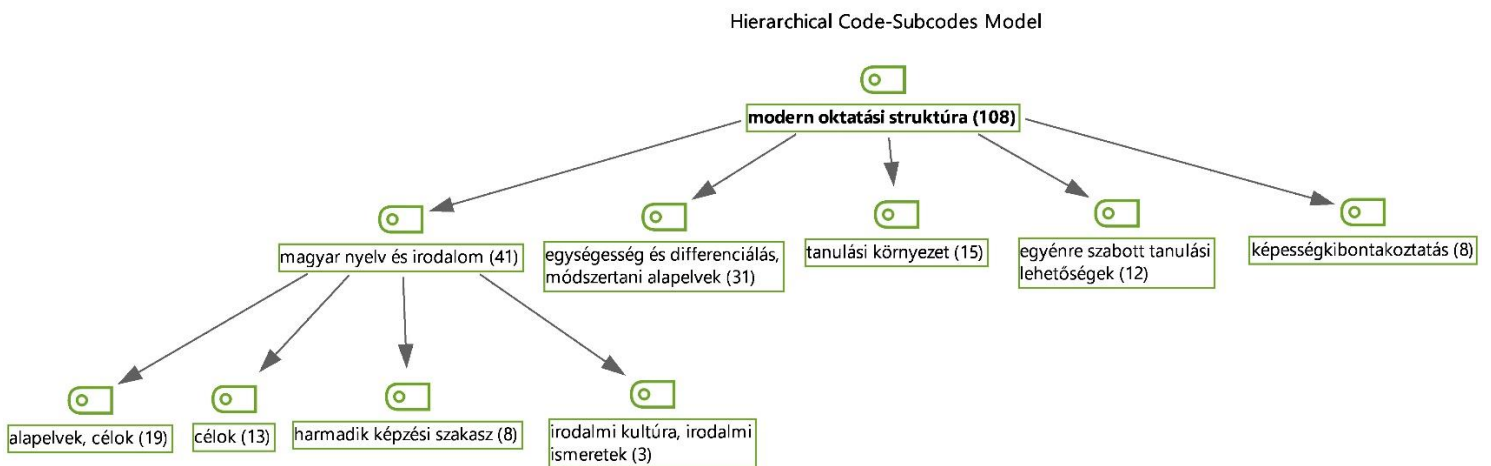 Hierarchical Code-Subcodes Model
modern oktatási struktúra (108)
magyar nyelv és irodalom (41)
egységesség és differenciálás,
módszertani alapelvek (31)
tanulási környezet (15)
egyénre szabott tanulási
lehetőségek (12)
képességkibontakoztatás (8)
alapelvek, célok (19)
célok (13)
harmadik képzési szakasz (8)
irodalmi kultúra, irodalmi
ismeretek (3)